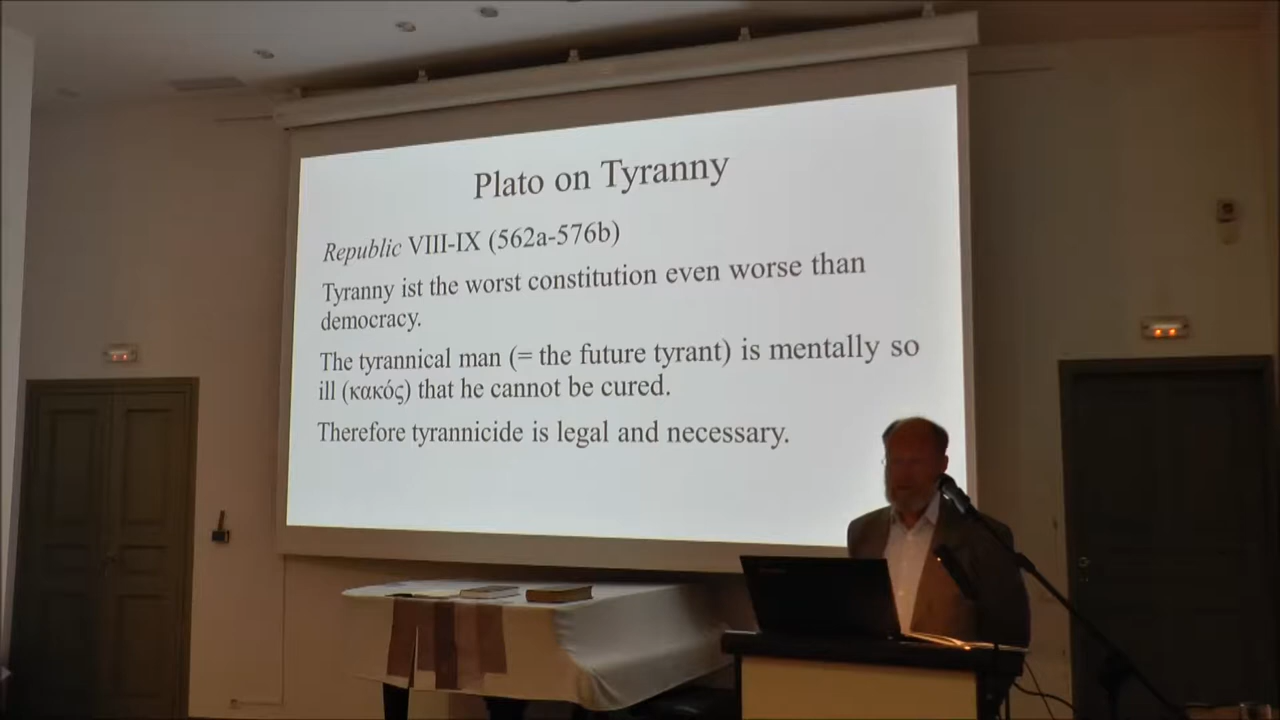 Plato on Tyranny
Republic VIII-IX (562a-576b)
Tyranny ist the worst constitution even worse than
democracy.
The tyrannical man (= the future tyrant) is mentally so
ill (κακός) that he cannot be cured.
Therefore tyrannicide is legal and necessary.